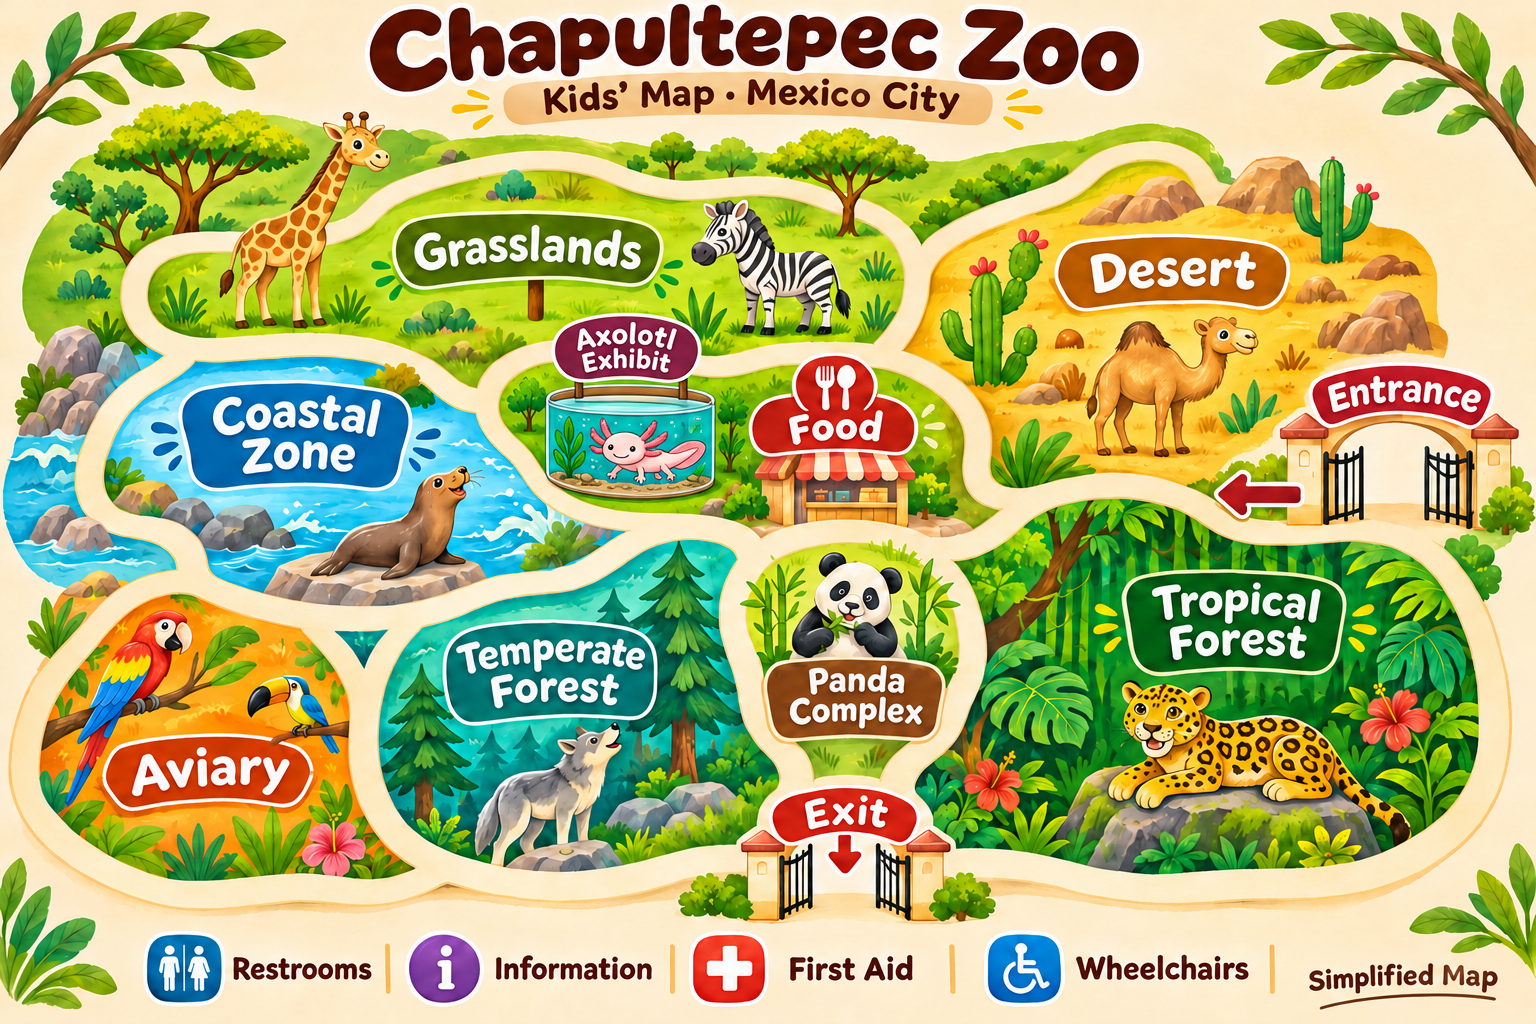 Chapultepec Zoo
Kids' Map · Mexico City
Grasslands
Desert
Axolotl
Exhibit
Entrance
Coastal
Zone
Food
Tropical
Forest
Temperate
Forest
Panda
Complex
Aviary
Exit
Restrooms
Information
First Aid
Wheelchairs
Simplified Map